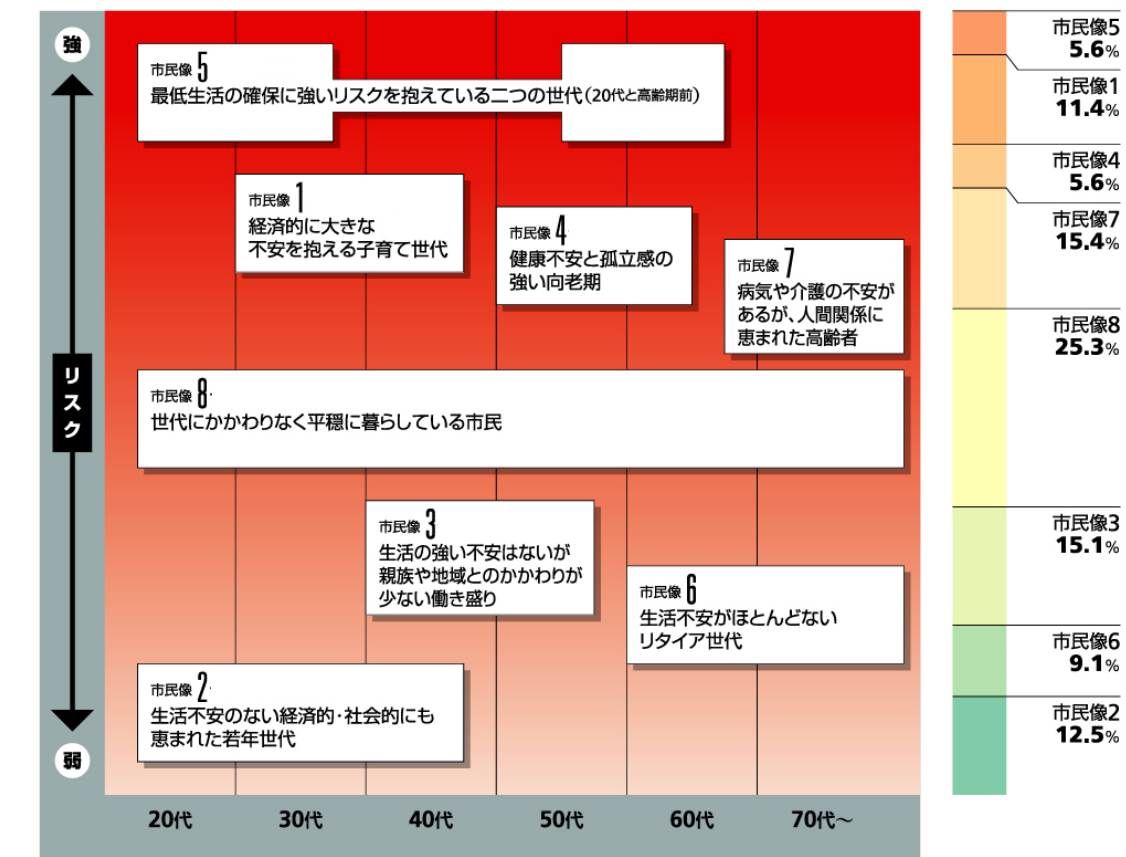 強
リスク
弱
市民像5
最低生活の確保に強いリスクを抱えている二つの世代（20代と高齢期前）
市民像1
経済的に大きな
不安を抱える子育て世代
市民像4
健康不安と孤立感の
強い向老期
市民像7
病気や介護の不安が
あるが、人間関係に
恵まれた高齢者
市民像8
世代にかかわりなく平穏に暮らしている市民
市民像3
生活の強い不安はないが
親族や地域とのかかわりが
少ない働き盛り
市民像6
生活不安がほとんどない
リタイア世代
市民像2
生活不安のない経済的・社会的にも
恵まれた若年世代
20代 30代 40代 50代 60代 70代〜
市民像5
5.6%
市民像1
11.4%
市民像4
5.6%
市民像7
15.4%
市民像8
25.3%
市民像3
15.1%
市民像6
9.1%
市民像2
12.5%